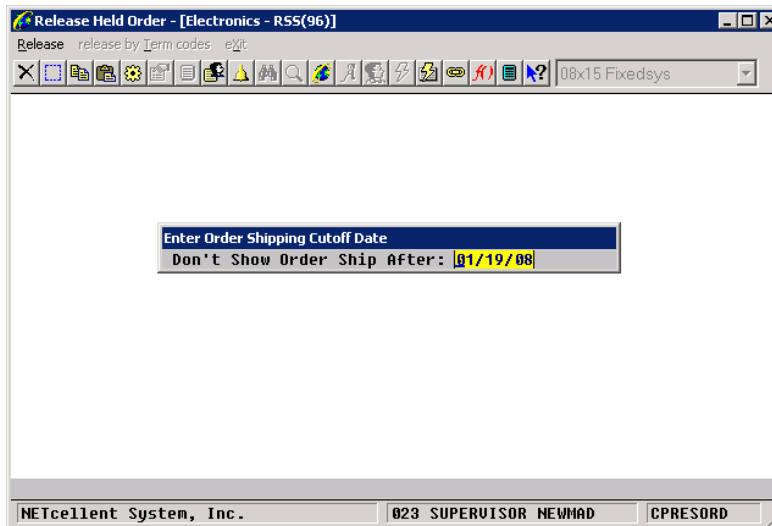 Release Held Order - [Electronics - RSS(96)]
Release release by Term codes eXit
08x15 Fixedsys
Enter Order Shipping Cutoff Date
Don't Show Order Ship After: 01/19/08
NETcellent System, Inc. 023 SUPERVISOR NEWMAD CPRESORD